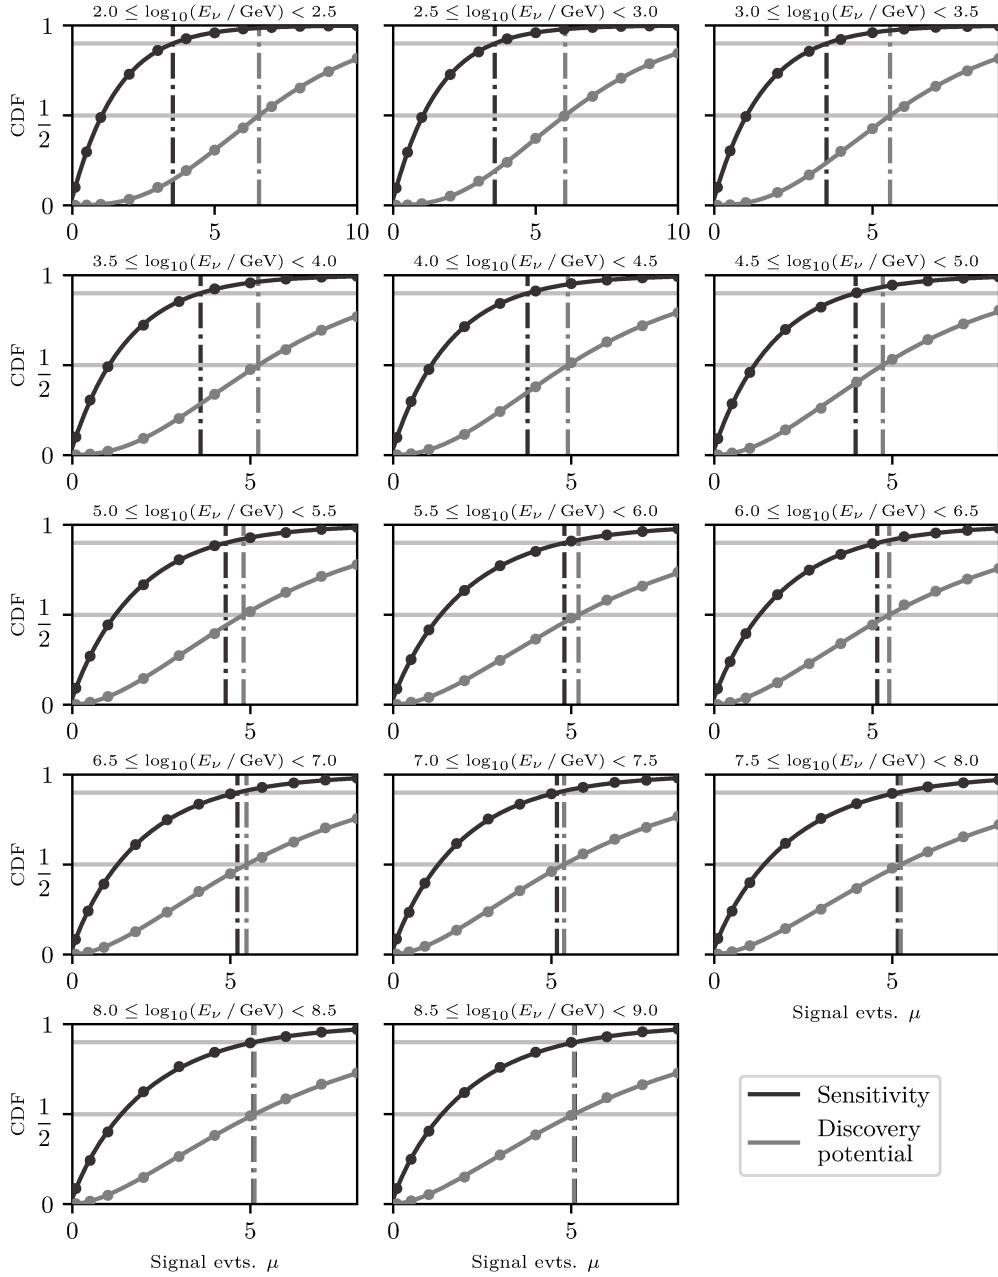 2.0 ≤ log₁₀(Eν / GeV) < 2.5
2.5 ≤ log₁₀(Eν / GeV) < 3.0
3.0 ≤ log₁₀(Eν / GeV) < 3.5
CDF
1
1/2
0
0 5 10
0 5 10
0 5
3.5 ≤ log₁₀(Eν / GeV) < 4.0
4.0 ≤ log₁₀(Eν / GeV) < 4.5
4.5 ≤ log₁₀(Eν / GeV) < 5.0
CDF
1
1/2
0
0 5
0 5
0 5
5.0 ≤ log₁₀(Eν / GeV) < 5.5
5.5 ≤ log₁₀(Eν / GeV) < 6.0
6.0 ≤ log₁₀(Eν / GeV) < 6.5
CDF
1
1/2
0
0 5
0 5
0 5
6.5 ≤ log₁₀(Eν / GeV) < 7.0
7.0 ≤ log₁₀(Eν / GeV) < 7.5
7.5 ≤ log₁₀(Eν / GeV) < 8.0
CDF
1
1/2
0
0 5
0 5
0 5
Signal evts. μ
8.0 ≤ log₁₀(Eν / GeV) < 8.5
8.5 ≤ log₁₀(Eν / GeV) < 9.0
CDF
1
1/2
0
0 5
0 5
Signal evts. μ
Signal evts. μ
Sensitivity
Discovery
potential